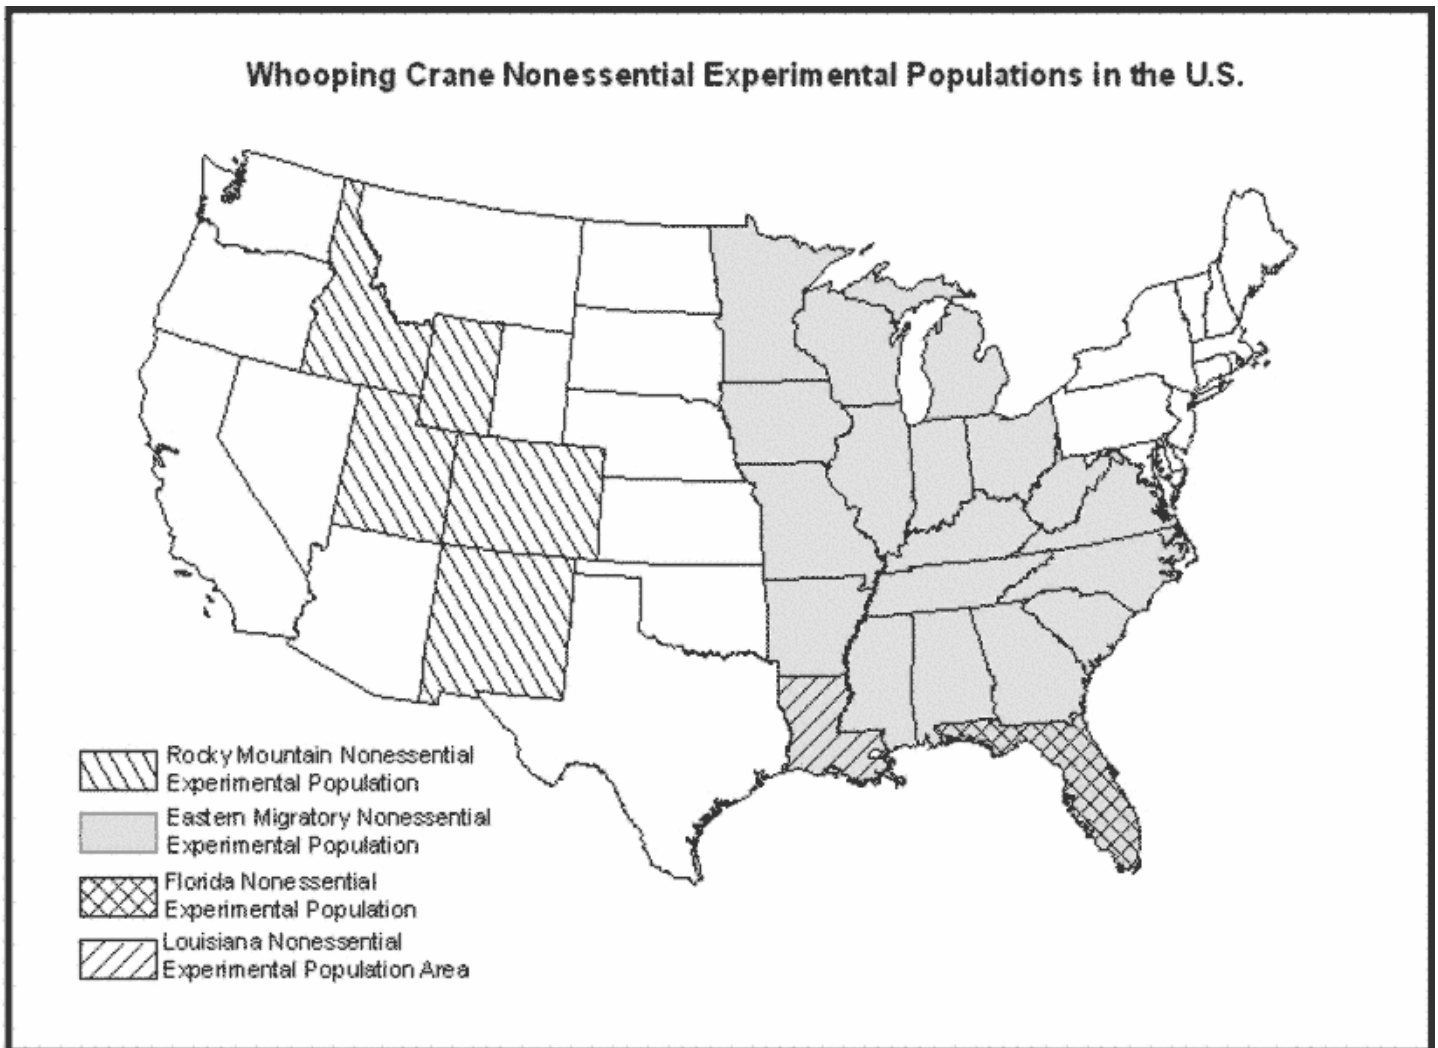 Whooping Crane Nonessential Experimental Populations in the U.S.
Rocky Mountain Nonessential
Experimental Population
Eastern Migratory Nonessential
Experimental Population
Florida Nonessential
Experimental Population
Louisiana Nonessential
Experimental Population Area